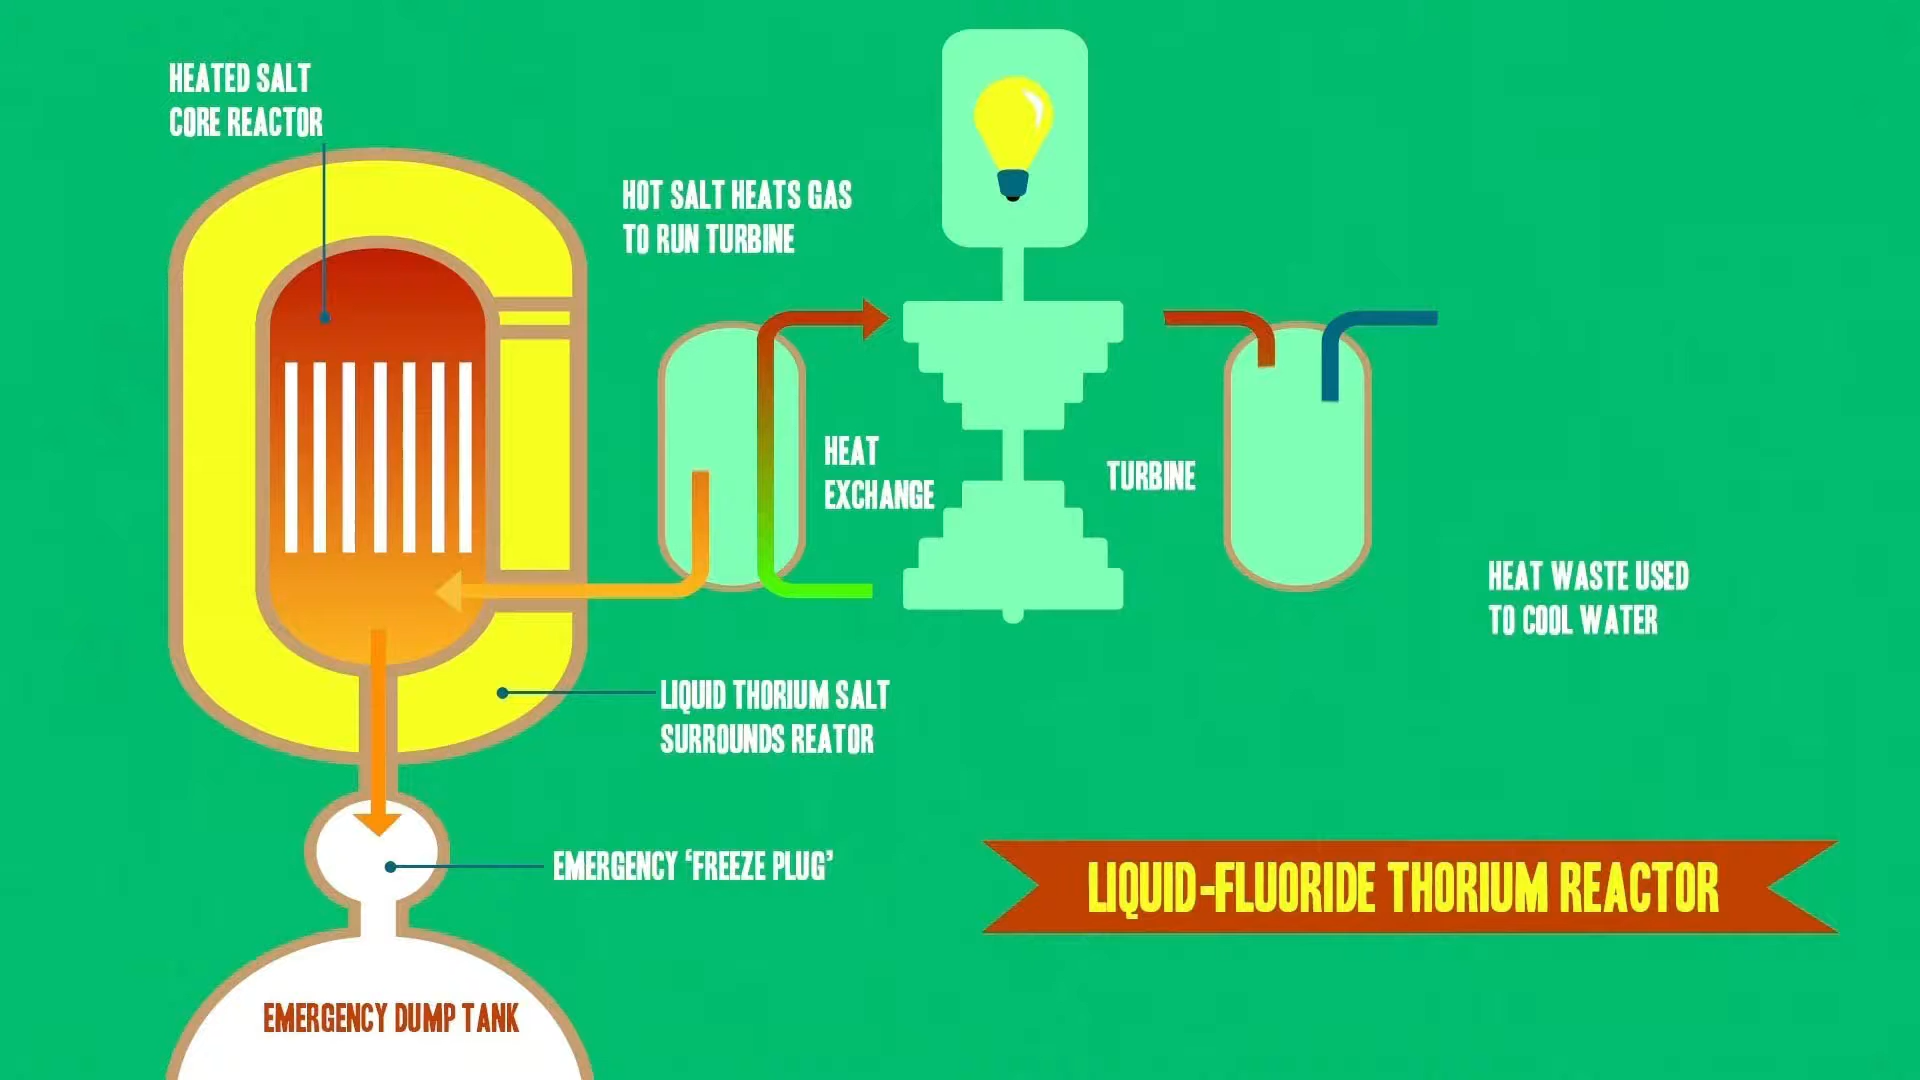 HEATED SALT
CORE REACTOR
HOT SALT HEATS GAS
TO RUN TURBINE
HEAT
EXCHANGE
TURBINE
HEAT WASTE USED
TO COOL WATER
LIQUID THORIUM SALT
SURROUNDS REATOR
EMERGENCY ‘FREEZE PLUG’
LIQUID-FLUORIDE THORIUM REACTOR
EMERGENCY DUMP TANK